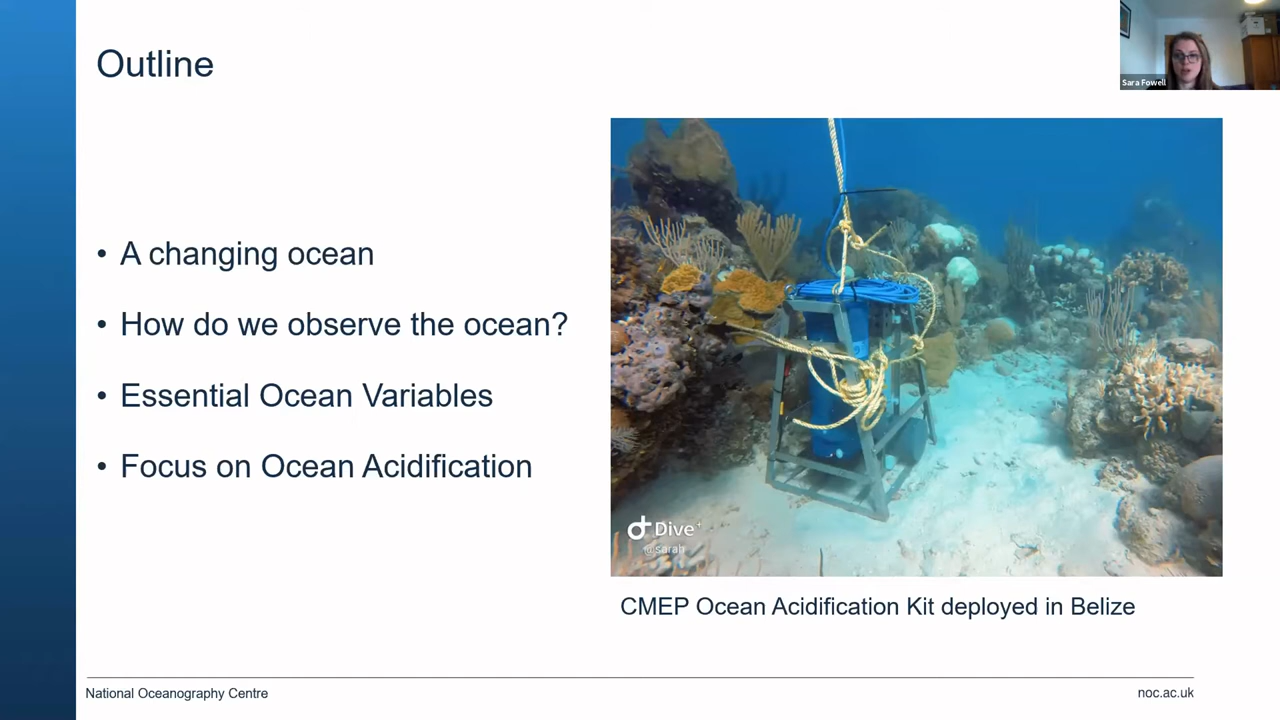 Outline
Sara Fowell
• A changing ocean
• How do we observe the ocean?
• Essential Ocean Variables
• Focus on Ocean Acidification
Dive+
@sarah
CMEP Ocean Acidification Kit deployed in Belize
National Oceanography Centre
noc.ac.uk